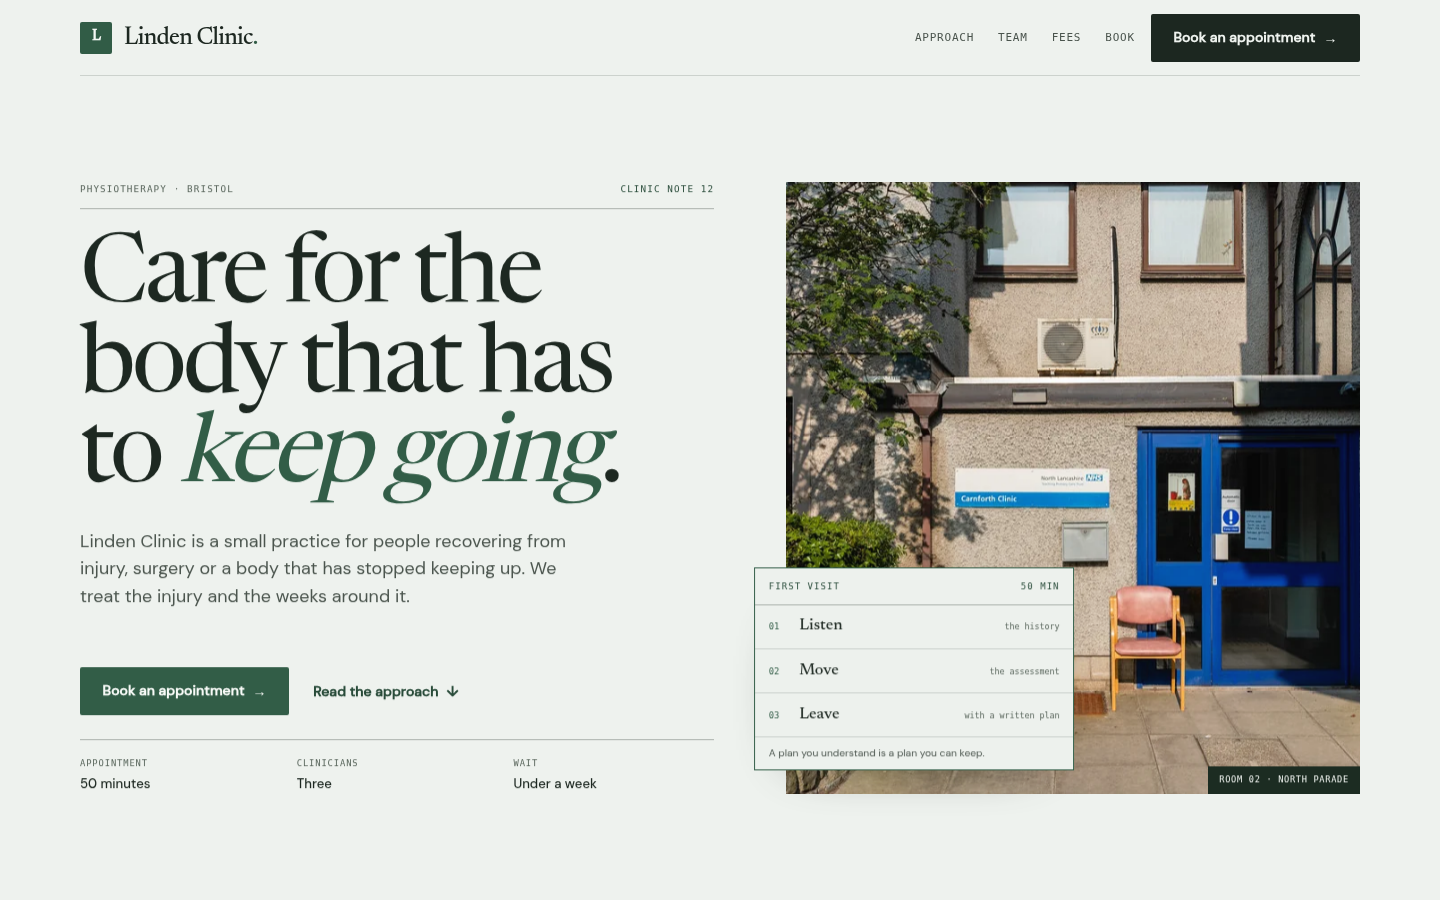 L
Linden Clinic.
APPROACH TEAM FEES BOOK
Book an appointment →
PHYSIOTHERAPY · BRISTOL
CLINIC NOTE 12
Care for the
body that has
to keep going.
Linden Clinic is a small practice for people recovering from
injury, surgery or a body that has stopped keeping up. We
treat the injury and the weeks around it.
Book an appointment →
Read the approach ↓
APPOINTMENT
50 minutes
CLINICIANS
Three
WAIT
Under a week
North Lancashire NHS
Carnforth Clinic
FIRST VISIT 50 MIN
01 Listen the history
02 Move the assessment
03 Leave with a written plan
A plan you understand is a plan you can keep.
ROOM 02 · NORTH PARADE